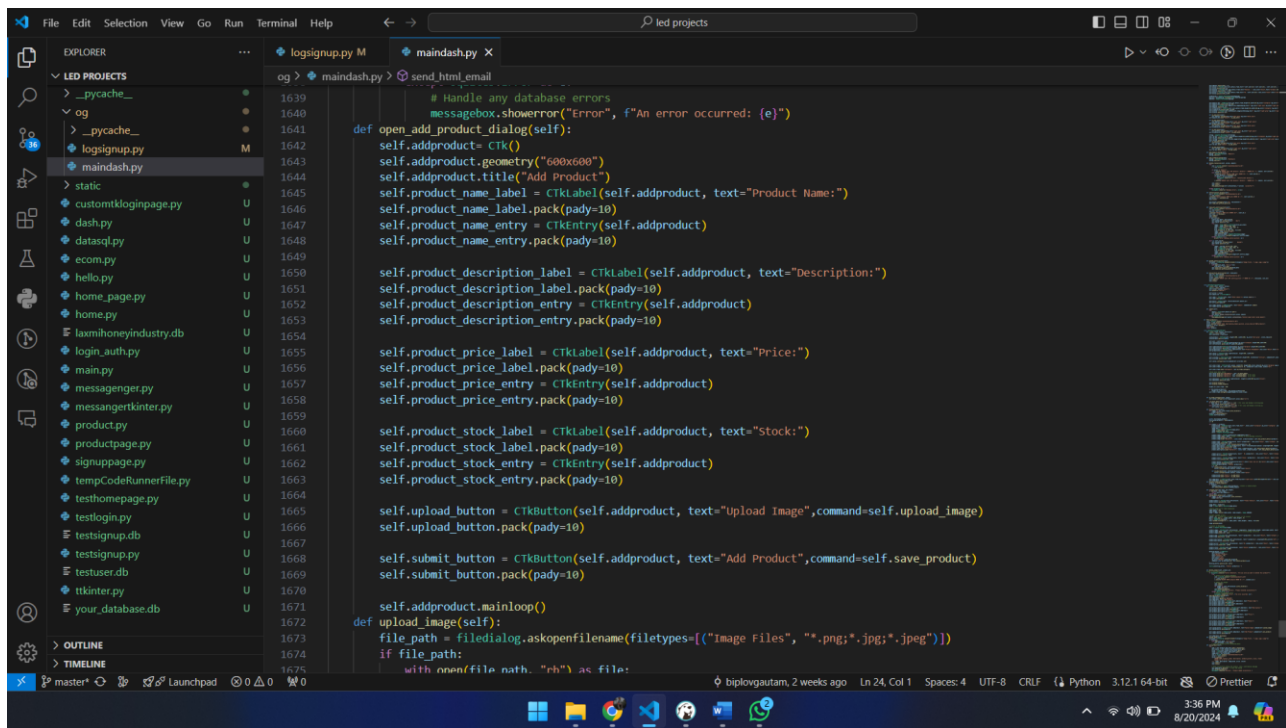 File Edit Selection View Go Run Terminal Help
led projects
EXPLORER
LED PROJECTS
__pycache__
og
__pycache__
logsignup.py M
maindash.py
static
customtkloginpage.py U
dash.py U
datasql.py U
ecom.py U
hello.py U
home_page.py U
home.py U
laxmihoneyindustry.db U
login_auth.py U
main.py U
messagenger.py U
messangertkinter.py U
product.py U
productpage.py U
signuppage.py U
tempCodeRunnerFile.py U
testhomepage.py U
testlogin.py U
testsignup.db U
testsignup.py U
testuser.db U
ttkinter.py U
your_database.db U
OUTLINE
TIMELINE
36
logsignup.py M maindash.py
og > maindash.py > send_html_email
1639 # Handle any database errors
1640 messagebox.showerror("Error", f"An error occurred: {e}")
1641 def open_add_product_dialog(self):
1642 self.addproduct= CTk()
1643 self.addproduct.geometry("600x600")
1644 self.addproduct.title("Add Product")
1645 self.product_name_label = CTkLabel(self.addproduct, text="Product Name:")
1646 self.product_name_label.pack(pady=10)
1647 self.product_name_entry = CTkEntry(self.addproduct)
1648 self.product_name_entry.pack(pady=10)
1649
1650 self.product_description_label = CTkLabel(self.addproduct, text="Description:")
1651 self.product_description_label.pack(pady=10)
1652 self.product_description_entry = CTkEntry(self.addproduct)
1653 self.product_description_entry.pack(pady=10)
1654
1655 self.product_price_label = CTkLabel(self.addproduct, text="Price:")
1656 self.product_price_label.pack(pady=10)
1657 self.product_price_entry = CTkEntry(self.addproduct)
1658 self.product_price_entry.pack(pady=10)
1659
1660 self.product_stock_label = CTkLabel(self.addproduct, text="Stock:")
1661 self.product_stock_label.pack(pady=10)
1662 self.product_stock_entry = CTkEntry(self.addproduct)
1663 self.product_stock_entry.pack(pady=10)
1664
1665 self.upload_button = CTkButton(self.addproduct, text="Upload Image",command=self.upload_image)
1666 self.upload_button.pack(pady=10)
1667
1668 self.submit_button = CTkButton(self.addproduct, text="Add Product",command=self.save_product)
1669 self.submit_button.pack(pady=10)
1670
1671 self.addproduct.mainloop()
1672 def upload_image(self):
1673 file_path = filedialog.askopenfilename(filetypes=[("Image Files", "*.png;*.jpg;*.jpeg")])
1674 if file_path:
1675 with open(file_path, "rb") as file:
master* Launchpad 0 0 0 biplovgautam, 2 weeks ago Ln 24, Col 1 Spaces: 4 UTF-8 CRLF Python 3.12.1 64-bit Prettier
3:36 PM
8/20/2024